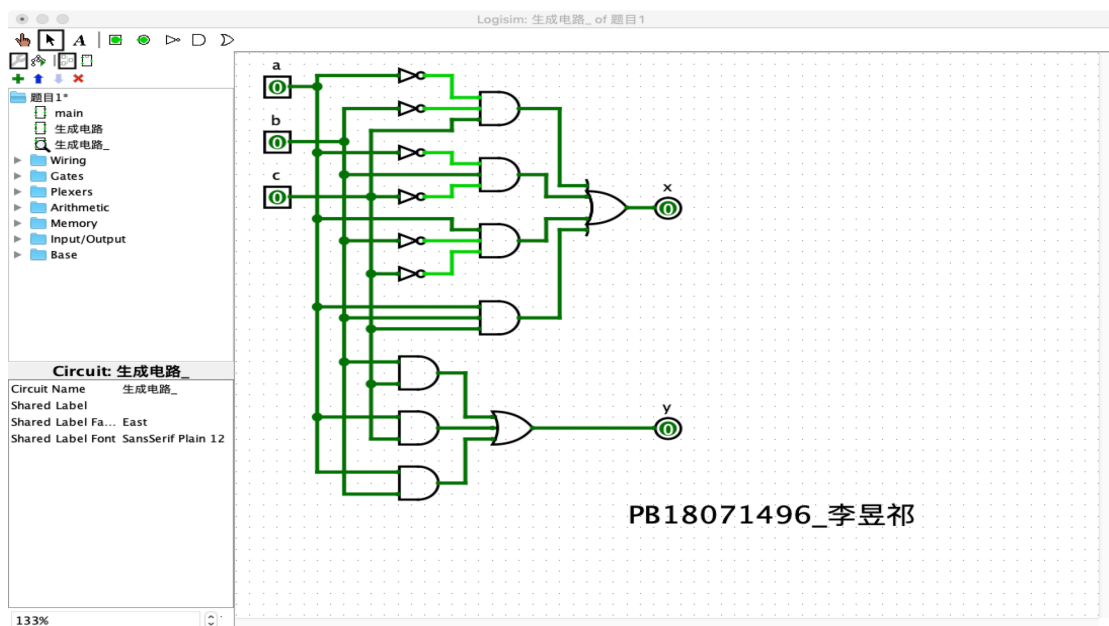 Logisim: 生成电路_ of 题目1
A
题目1*
main
生成电路
生成电路_
Wiring
Gates
Plexers
Arithmetic
Memory
Input/Output
Base
Circuit: 生成电路_
Circuit Name 生成电路_
Shared Label
Shared Label Fa... East
Shared Label Font SansSerif Plain 12
133%
a
0
b
0
c
0
x
0
y
0
PB18071496_李昱祁